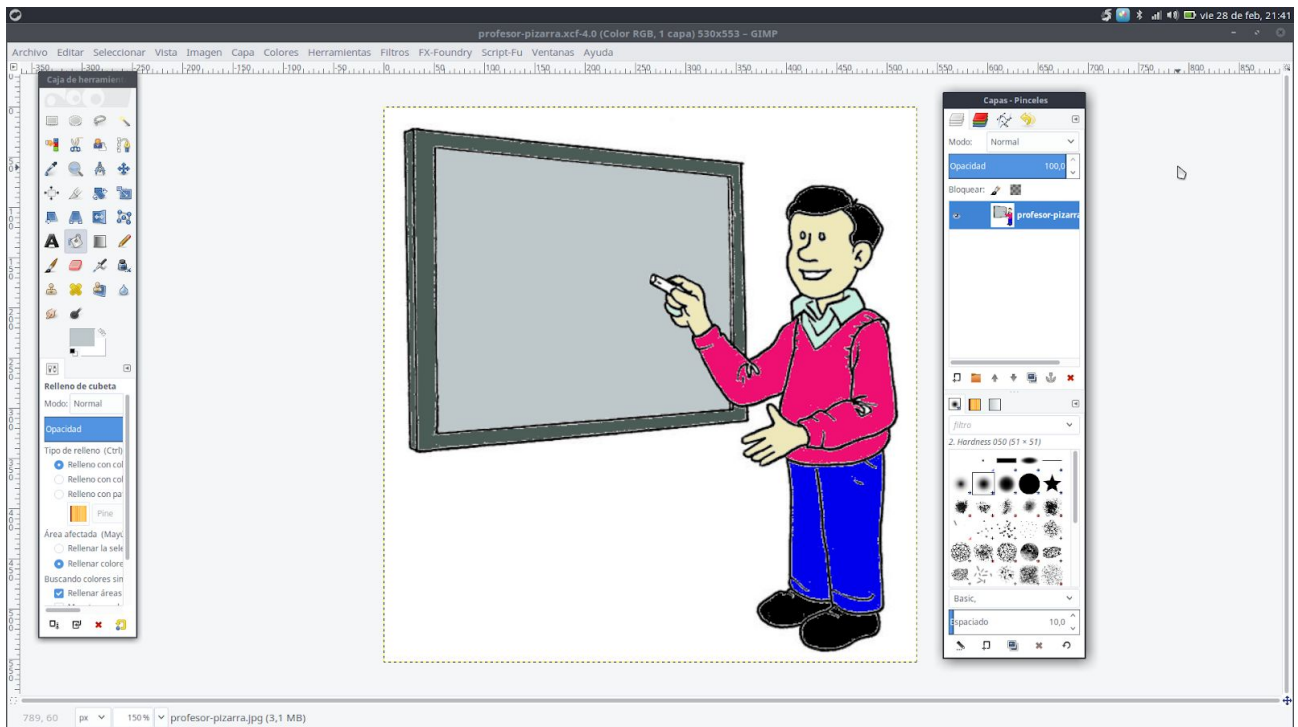 vie 28 de feb, 21:41
profesor-pizarra.xcf-4.0 (Color RGB, 1 capa) 530x553 – GIMP
Archivo Editar Seleccionar Vista Imagen Capa Colores Herramientas Filtros FX-Foundry Script-Fu Ventanas Ayuda
Caja de herramien
Relleno de cubeta
Modo: Normal
Opacidad
Tipo de relleno (Ctrl)
Relleno con col
Relleno con col
Relleno con pa
Pine
Área afectada (Mayú
Rellenar la sele
Rellenar colore
Buscando colores sin
Rellenar áreas
Capas - Pinceles
Modo: Normal
Opacidad 100,0
Bloquear:
profesor-pizarra
filtro
2. Hardness 050 (51 × 51)
Basic,
Espaciado 10,0
789, 60 px 150 % profesor-pizarra.jpg (3,1 MB)